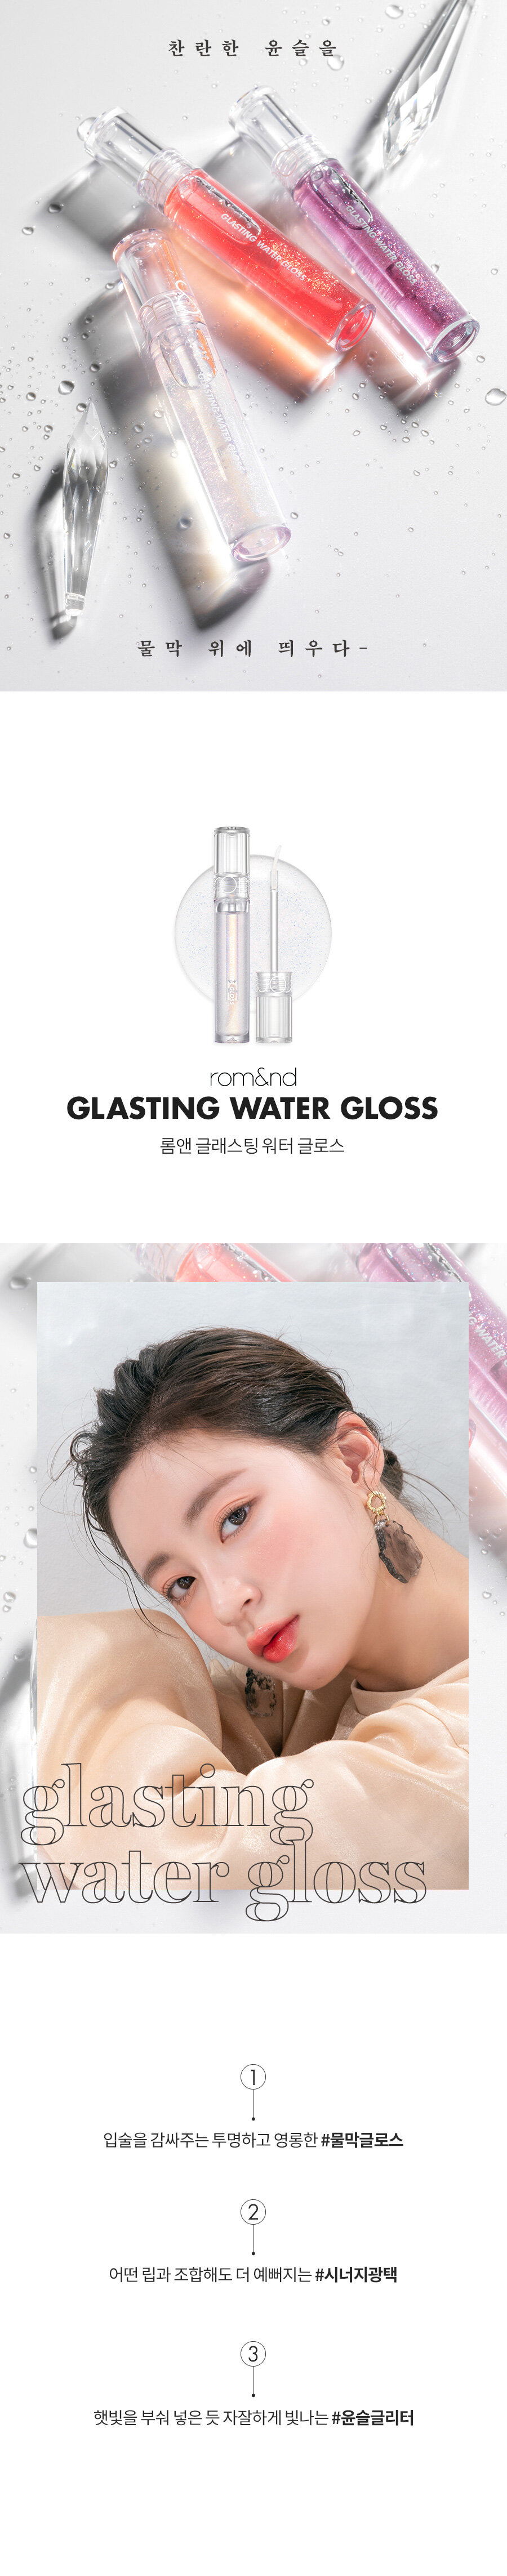 찬란한 윤슬을
GLASTING WATER GLOSS
GLASTING WATER GLOSS
GLASTING WATER GLOSS
물막 위에 띄우다-
rom&nd
GLASTING WATER GLOSS
롬앤 글래스팅 워터 글로스
glasting
water gloss
1
입술을 감싸주는 투명하고 영롱한 #물막글로스
2
어떤 립과 조합해도 더 예뻐지는 #시너지광택
3
햇빛을 부숴 넣은 듯 자잘하게 빛나는 #윤슬글리터